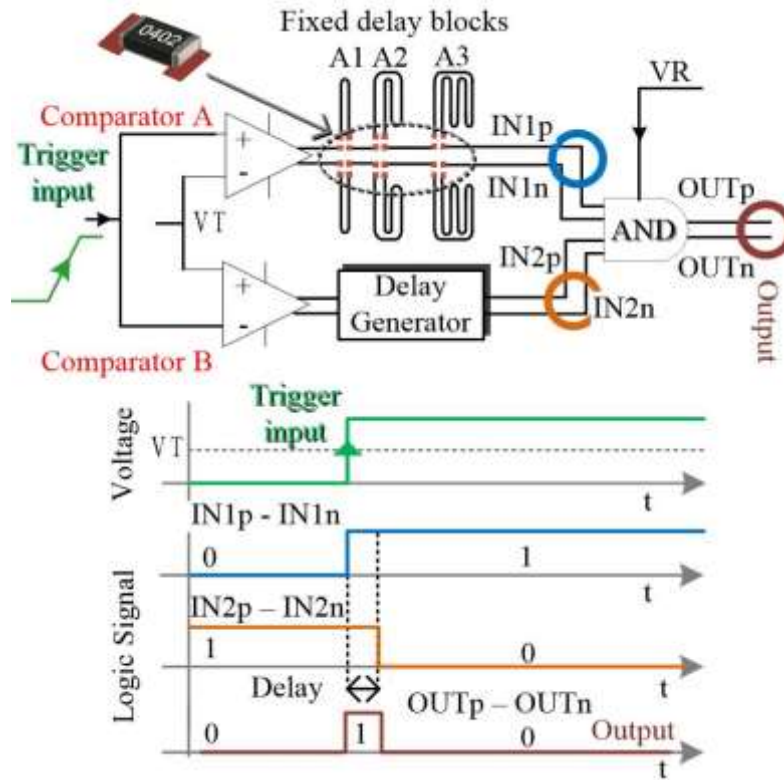 Fixed delay blocks
0402
A1 A2 A3
VR
Comparator A
IN1p
Trigger
input
+
-
IN1n
OUTp
VT
AND
IN2p
OUTn
+
-
Delay
Generator
IN2n
Output
Comparator B
Trigger
input
Voltage
VT
t
IN1p - IN1n
0
1
t
Logic Signal
IN2p – IN2n
1
0
t
Delay
OUTp – OUTn
0
1
0
Output
t